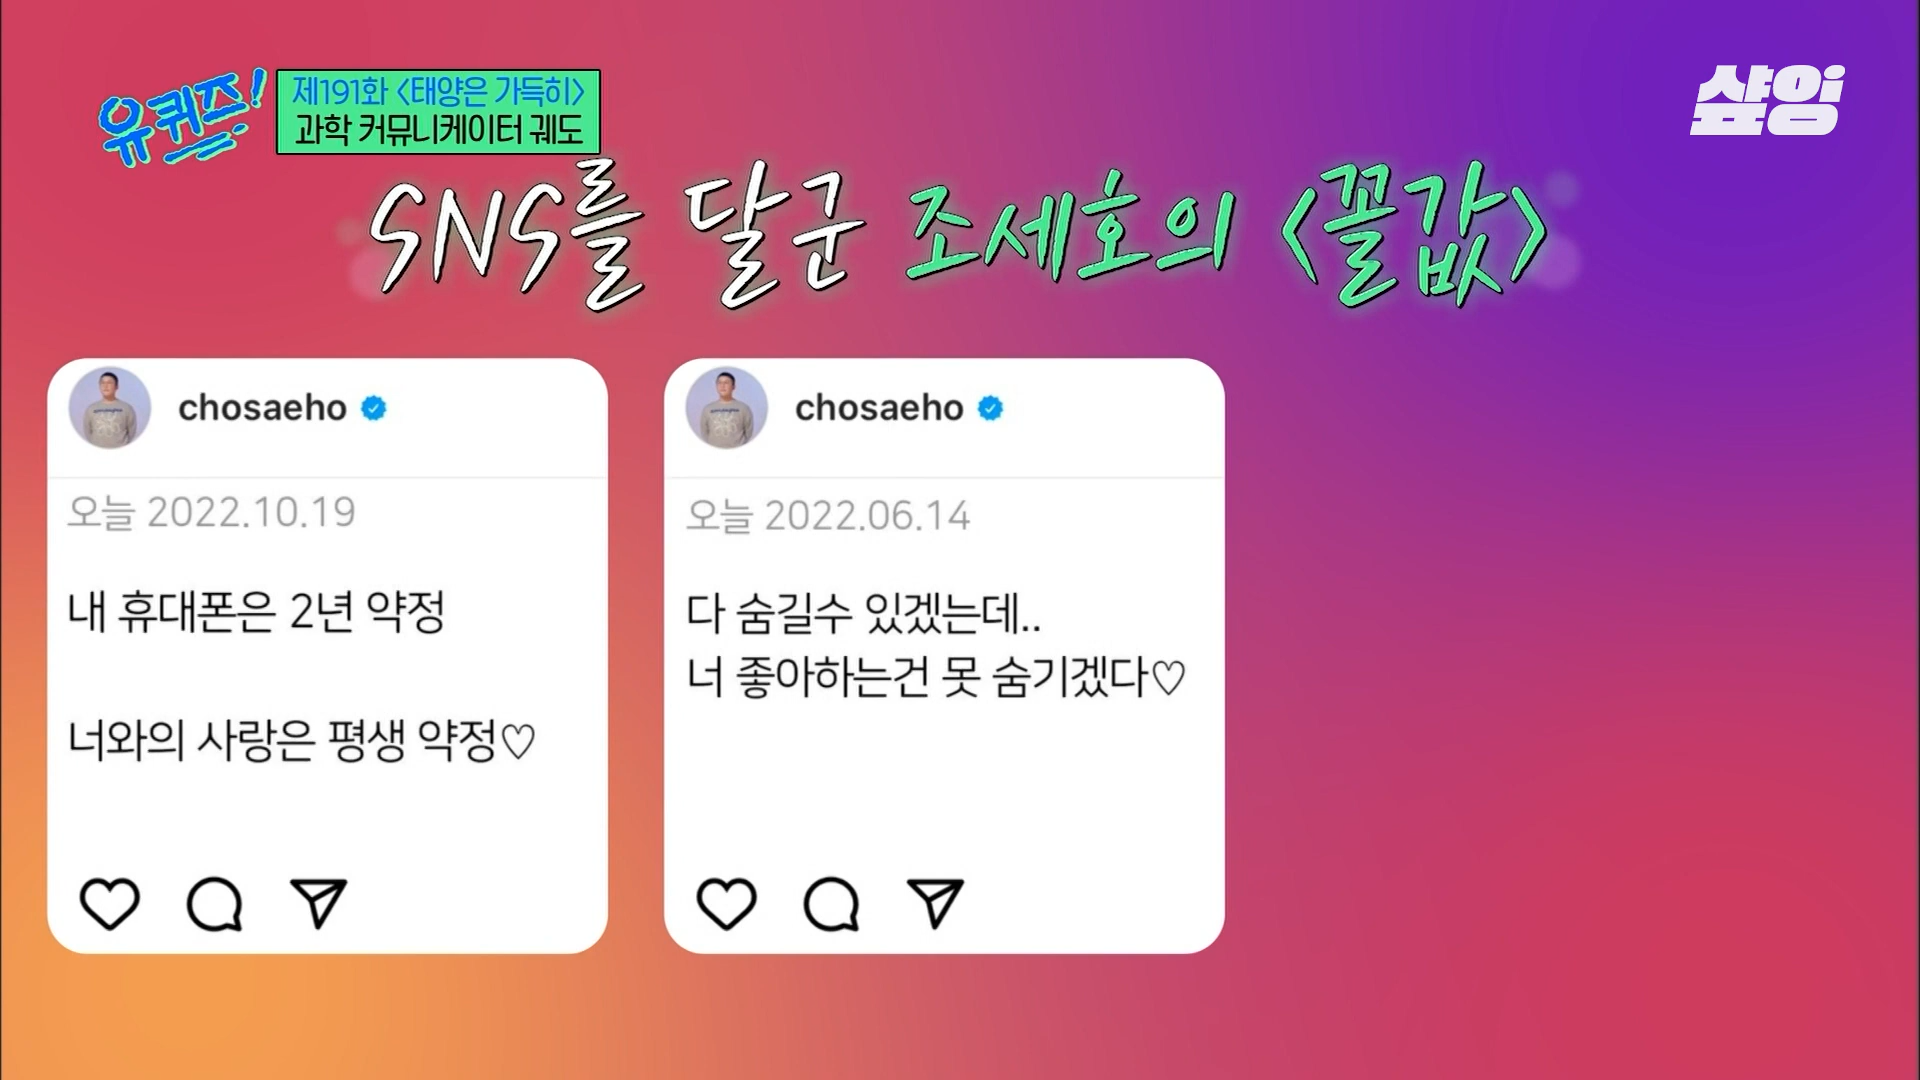 유퀴즈!
제191화 <태양은 가득히>
과학 커뮤니케이터 궤도
샾잉
SNS를 달군 조세호의 <꼴값>
chosaeho
오늘 2022.10.19
내 휴대폰은 2년 약정
너와의 사랑은 평생 약정♡
chosaeho
오늘 2022.06.14
다 숨길수 있겠는데..
너 좋아하는건 못 숨기겠다♡